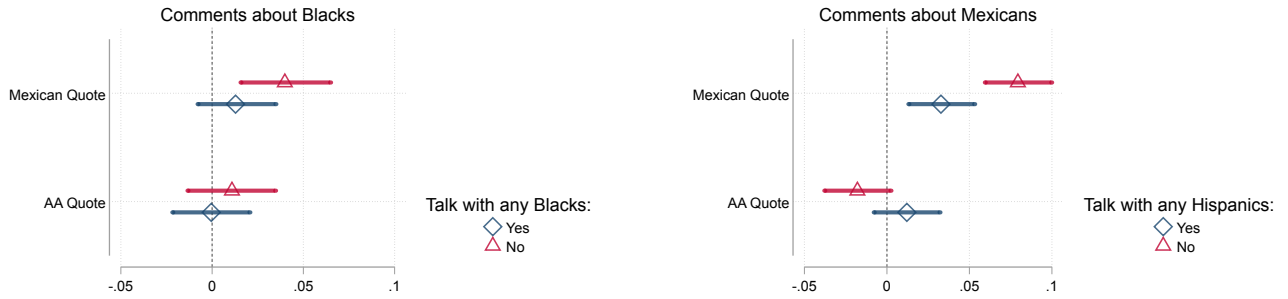 Comments about Blacks
Mexican Quote
AA Quote
-.05 0 .05 .1
Talk with any Blacks:
Yes
No
Comments about Mexicans
Mexican Quote
AA Quote
-.05 0 .05 .1
Talk with any Hispanics:
Yes
No